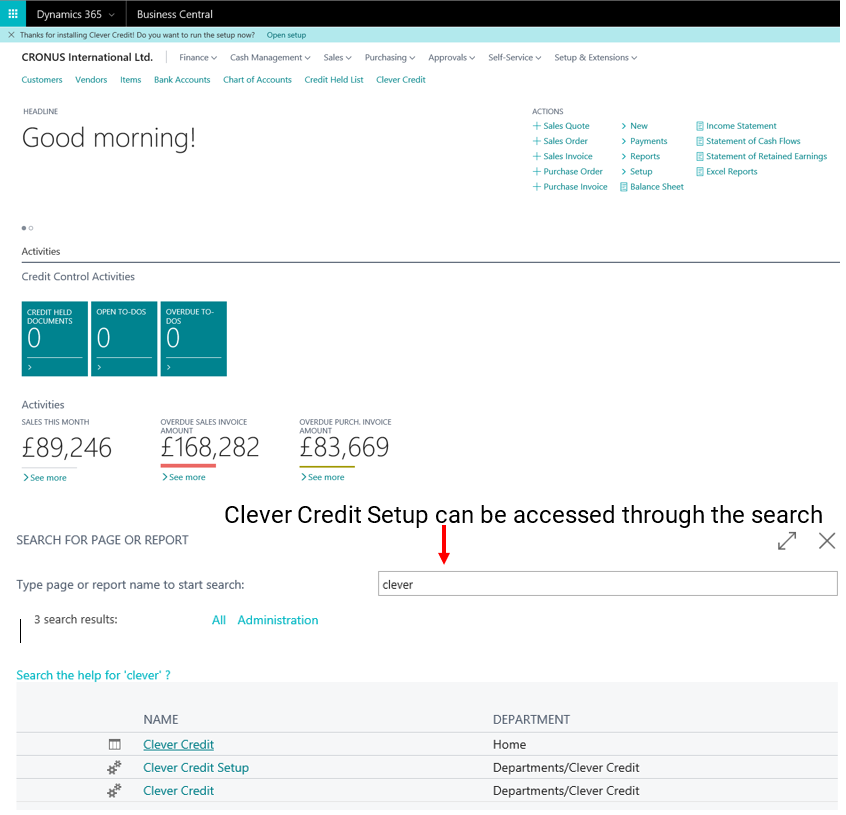 Dynamics 365 Business Central
Thanks for installing Clever Credit! Do you want to run the setup now? Open setup
CRONUS International Ltd. Finance Cash Management Sales Purchasing Approvals Self-Service Setup & Extensions
Customers Vendors Items Bank Accounts Chart of Accounts Credit Held List Clever Credit
HEADLINE
Good morning!
ACTIONS
+ Sales Quote > New Income Statement
+ Sales Order > Payments Statement of Cash Flows
+ Sales Invoice > Reports Statement of Retained Earnings
+ Purchase Order > Setup Excel Reports
+ Purchase Invoice Balance Sheet
Activities
Credit Control Activities
CREDIT HELD DOCUMENTS
0
OPEN TO-DOS
0
OVERDUE TO-
DOS
0
Activities
SALES THIS MONTH
£89,246
> See more
OVERDUE SALES INVOICE
AMOUNT
£168,282
> See more
OVERDUE PURCH. INVOICE
AMOUNT
£83,669
> See more
Clever Credit Setup can be accessed through the search
SEARCH FOR PAGE OR REPORT
Type page or report name to start search: clever
3 search results: All Administration
Search the help for 'clever' ?
NAME DEPARTMENT
Clever Credit Home
Clever Credit Setup Departments/Clever Credit
Clever Credit Departments/Clever Credit